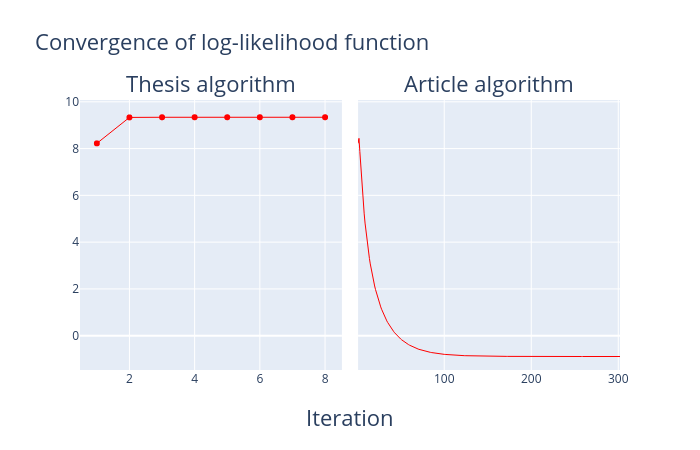 Convergence of log-likelihood function
Thesis algorithm
Article algorithm
10
8
6
4
2
0
2 4 6 8
100 200 300
Iteration